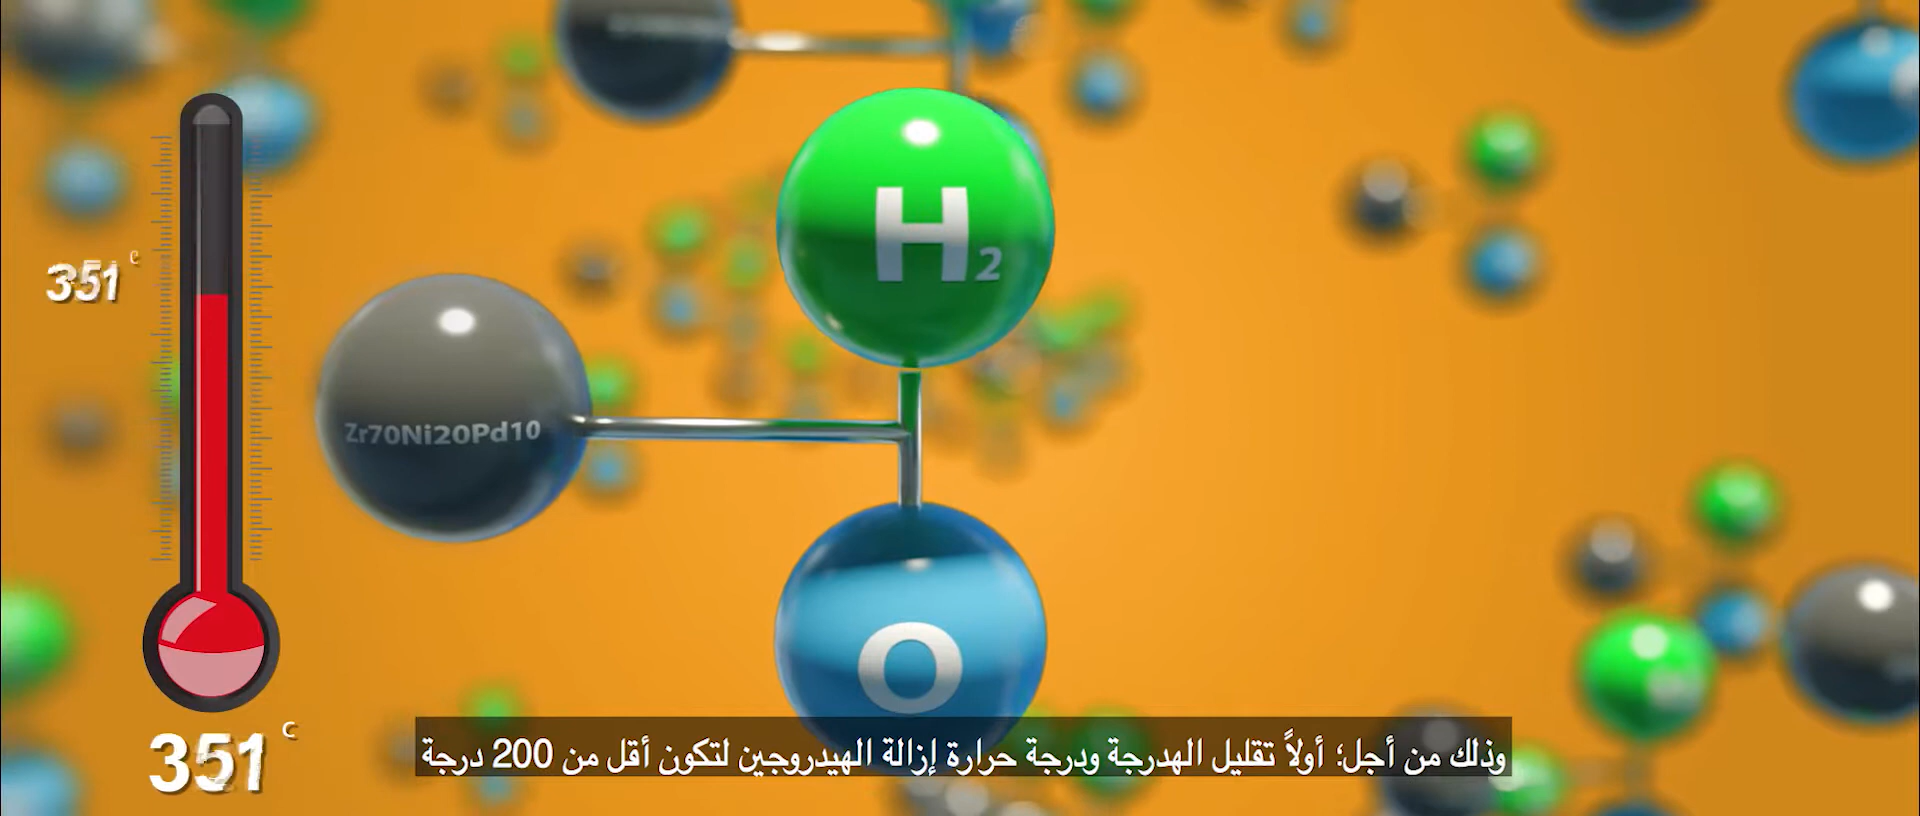 H2
351 c
Zr70Ni20Pd10
O
351 c
وذلك من أجل؛ أولاً تقليل الهدرجة ودرجة حرارة إزالة الهيدروجين لتكون أقل من 200 درجة